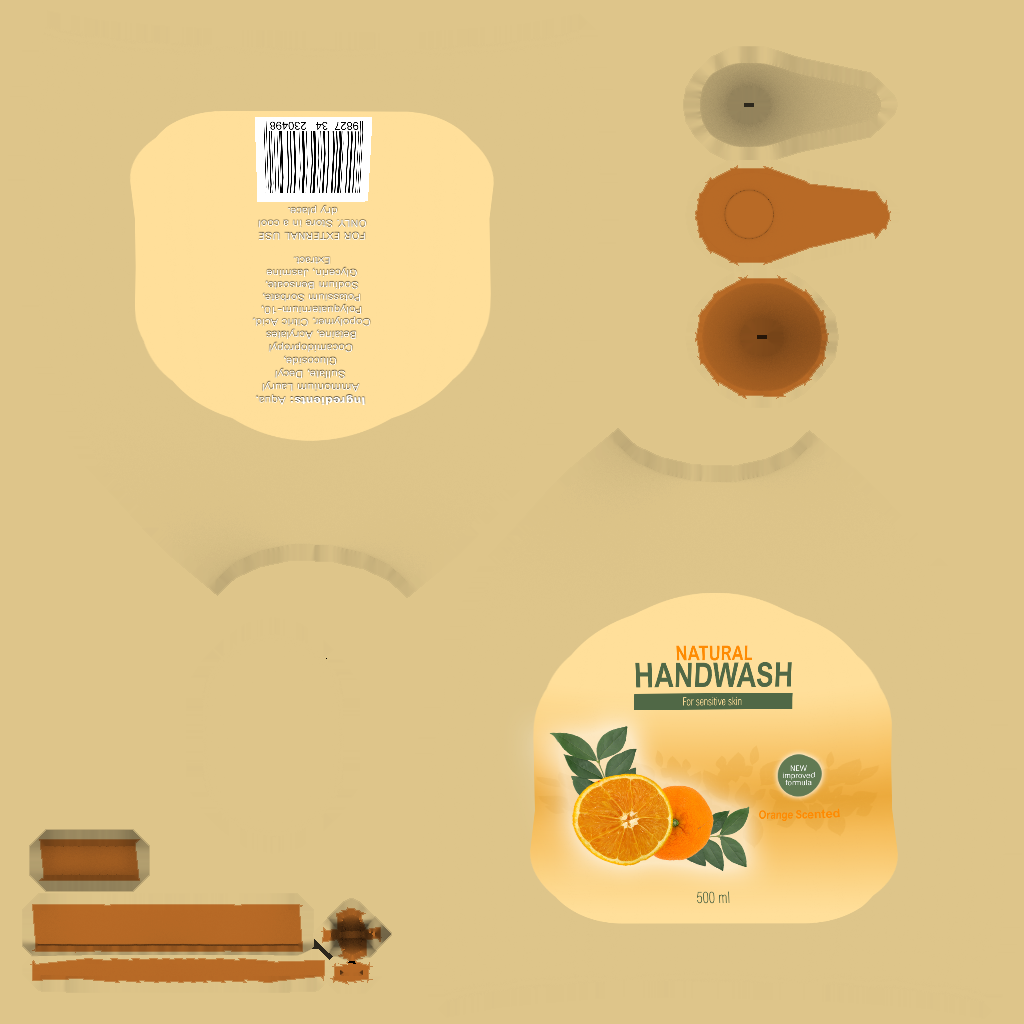 NATURAL
HANDWASH
For sensitive skin
NEW
improved
formula
Orange Scented
500 ml
Ingredients: Aqua,
Ammonium Lauryl
Sulfate, Decyl
Glucoside,
Cocamidopropyl
Betaine, Acrylates
Copolymer, Citric Acid,
Polyquaternium-10,
Potassium Sorbate,
Sodium Benzoate,
Glycerin, Jasmine
Extract.
FOR EXTERNAL USE
ONLY. Store in a cool
dry place.
9827 34 230498